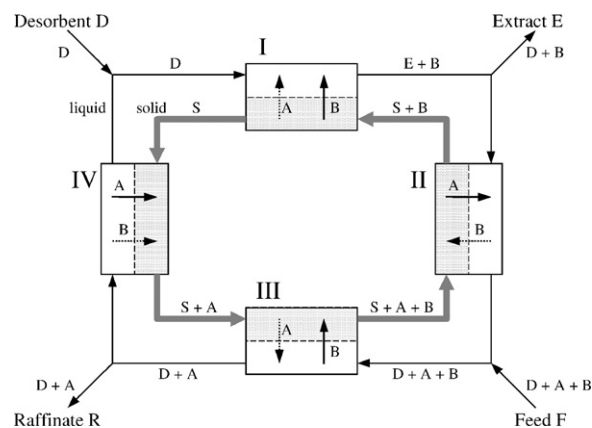 Desorbent D
Extract E
I
D
D
E + B
D + B
A
B
liquid
solid
S
S + B
IV
A
B
II
A
B
III
S + A
A
B
S + A + B
D + A
D + A
D + A + B
D + A + B
Raffinate R
Feed F